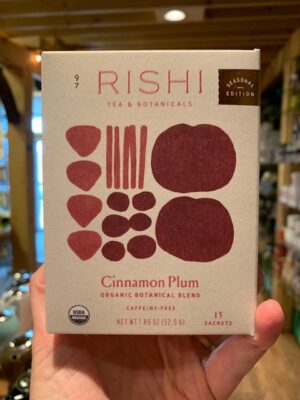 97
RISHI
TEA & BOTANICALS
SEASONAL
EDITION
Cinnamon Plum
ORGANIC BOTANICAL BLEND
CAFFEINE-FREE
USDA
ORGANIC
NET WT 1.85 OZ (52.5 G)
15
SACHETS